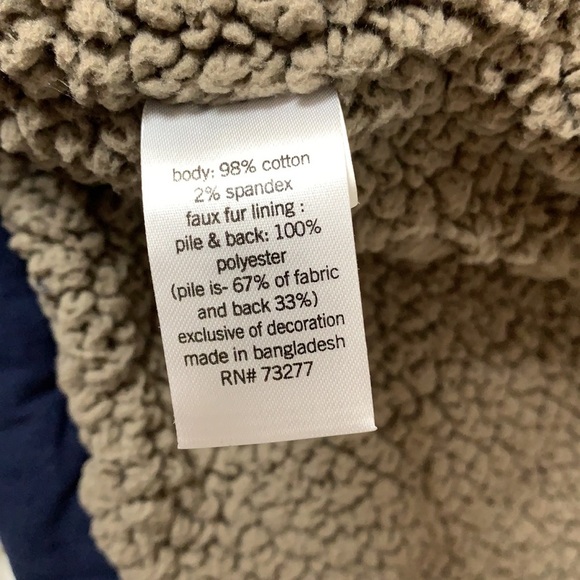 body: 98% cotton
2% spandex
faux fur lining :
pile & back: 100%
polyester
(pile is- 67% of fabric
and back 33%)
exclusive of decoration
made in bangladesh
RN# 73277